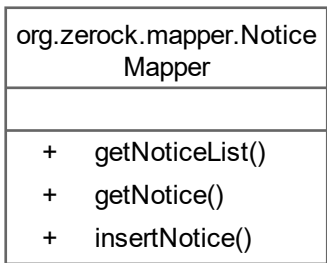 org.zerock.mapper.Notice
Mapper
+ getNoticeList()
+ getNotice()
+ insertNotice()